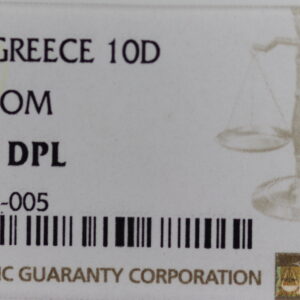 GREECE 10D
OM
DPL
-005
IC GUARANTY CORPORATION